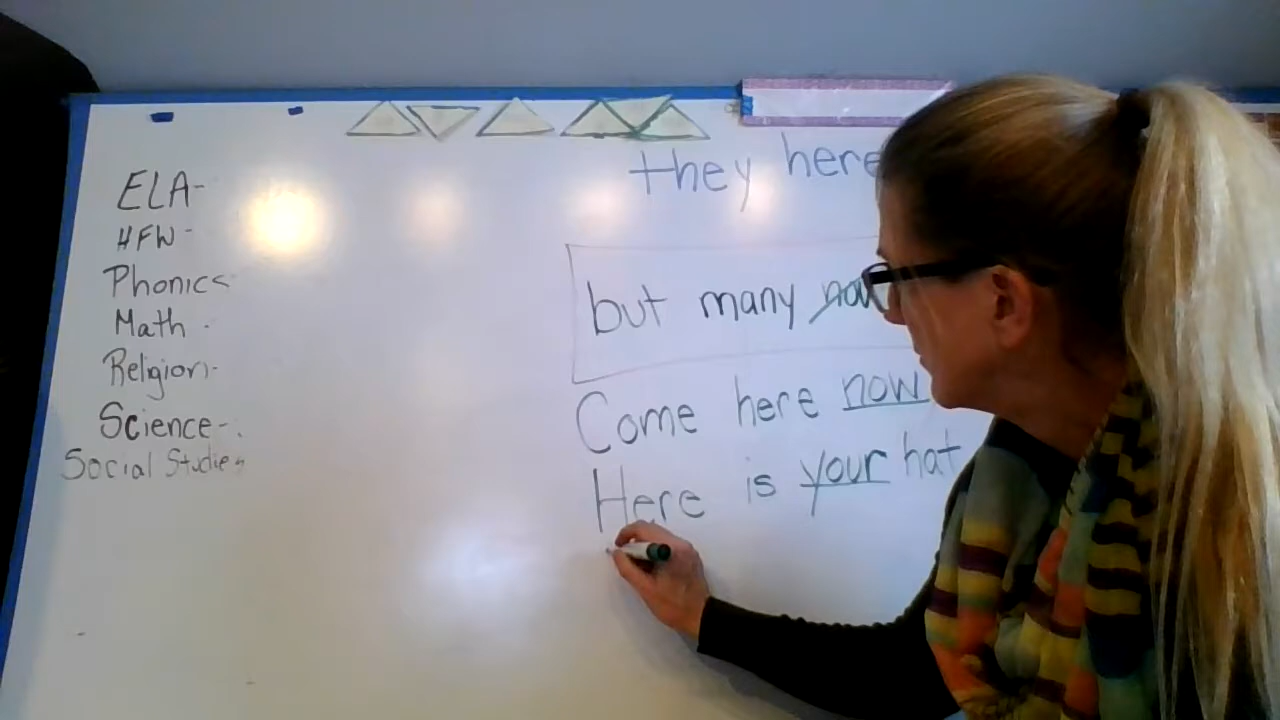 ELA-
HFW-
Phonics
Math -
Religion-
Science-
Social Studies
they here
but many
Come here now
Here is your hat